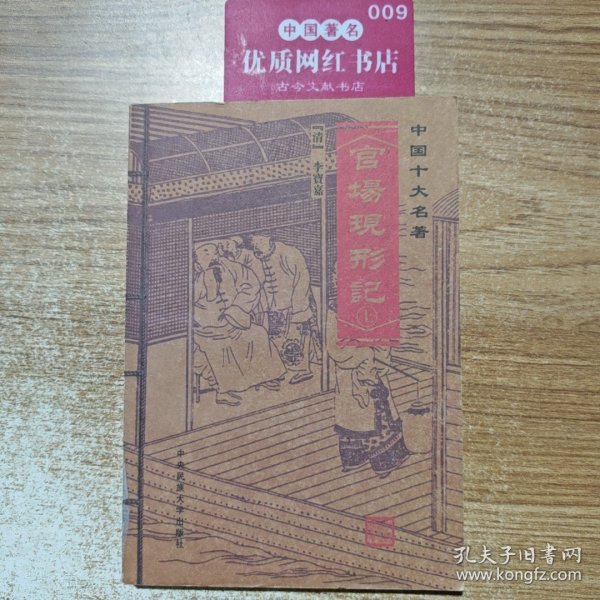 009
中国著名
优质网红书店
古今文献书店
中国十大名著
官場現形記
上
[清] 李寶嘉
中央民族大学出版社
孔夫子旧书网
www.kongfz.com